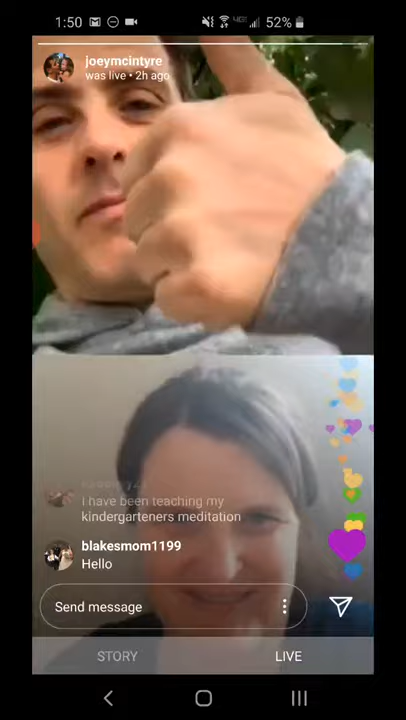 1:50
52%
joeymcintyre
was live • 2h ago
I have been teaching my
kindergarteners meditation
blakesmom1199
Hello
Send message
STORY
LIVE